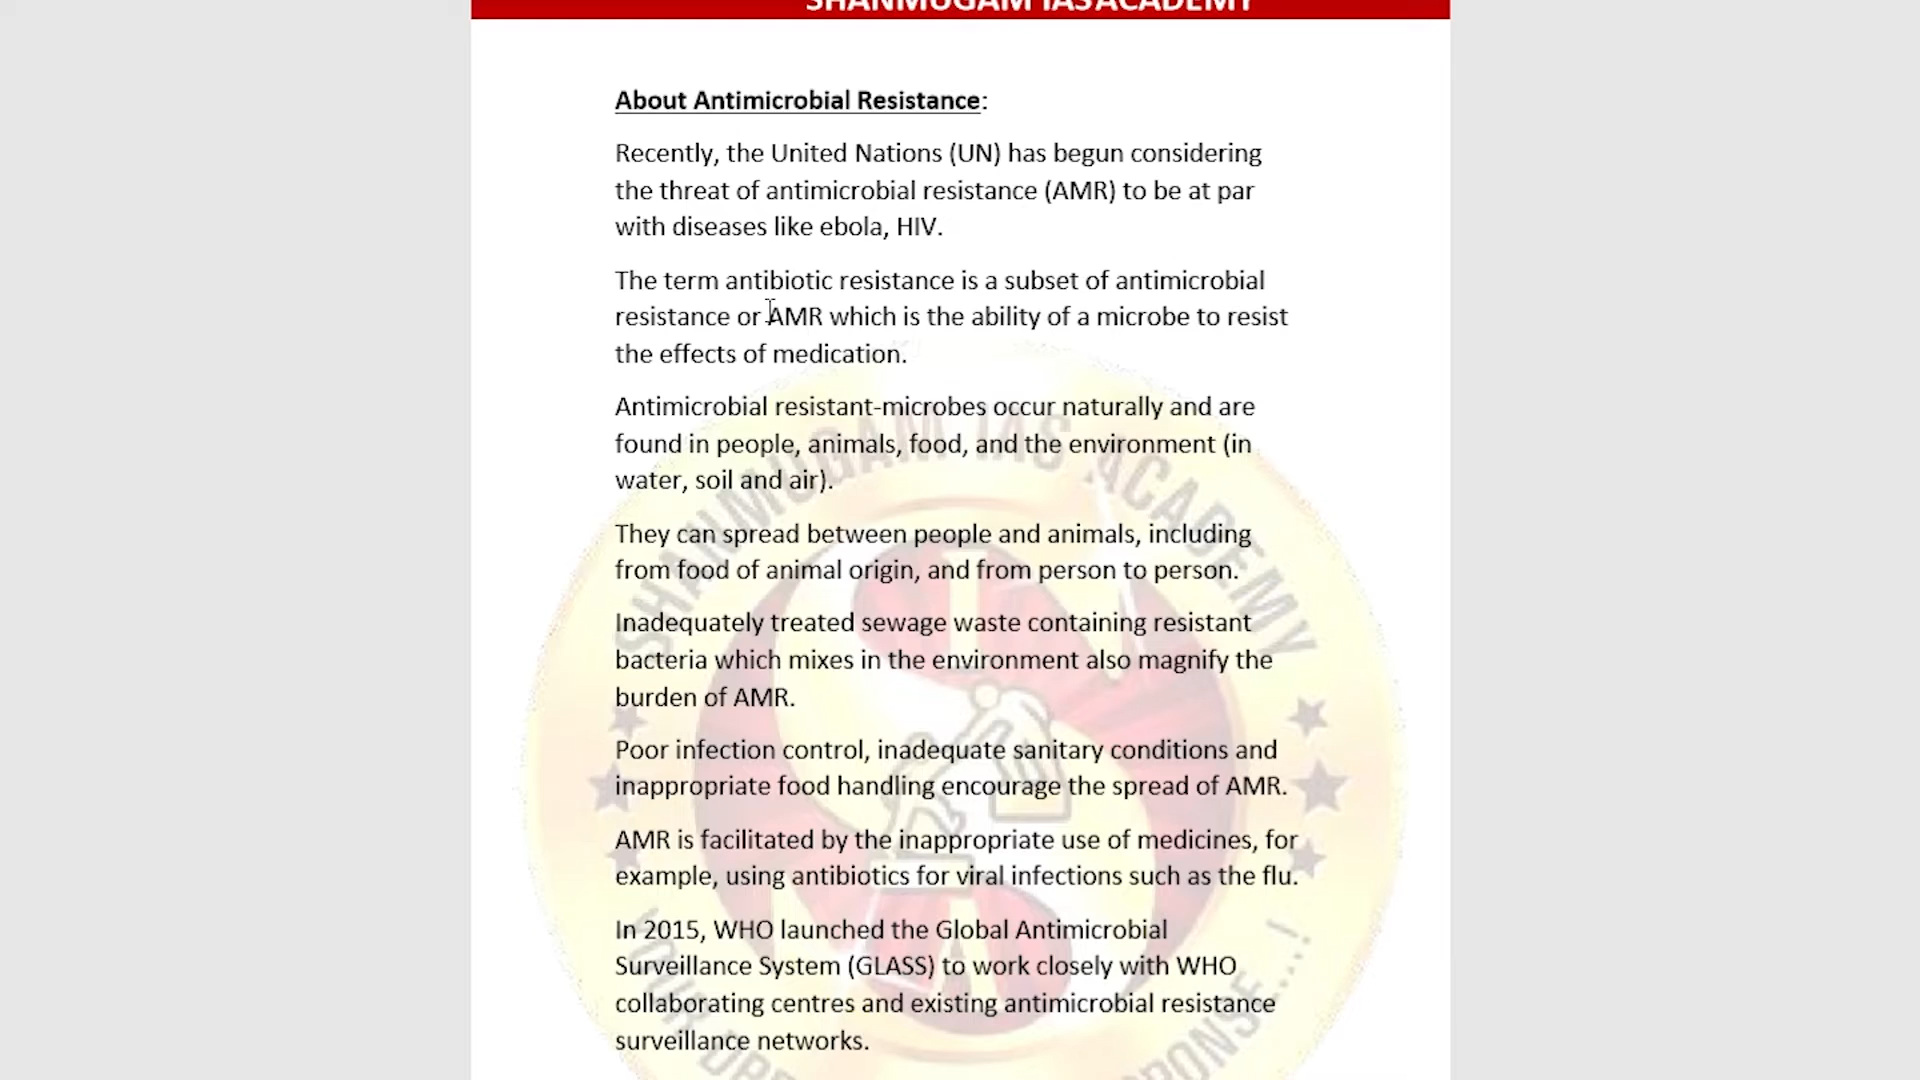 SHANMUGAM IAS ACADEMY
About Antimicrobial Resistance:
Recently, the United Nations (UN) has begun considering
the threat of antimicrobial resistance (AMR) to be at par
with diseases like ebola, HIV.
The term antibiotic resistance is a subset of antimicrobial
resistance or AMR which is the ability of a microbe to resist
the effects of medication.
Antimicrobial resistant-microbes occur naturally and are
found in people, animals, food, and the environment (in
water, soil and air).
They can spread between people and animals, including
from food of animal origin, and from person to person.
Inadequately treated sewage waste containing resistant
bacteria which mixes in the environment also magnify the
burden of AMR.
Poor infection control, inadequate sanitary conditions and
inappropriate food handling encourage the spread of AMR.
AMR is facilitated by the inappropriate use of medicines, for
example, using antibiotics for viral infections such as the flu.
In 2015, WHO launched the Global Antimicrobial
Surveillance System (GLASS) to work closely with WHO
collaborating centres and existing antimicrobial resistance
surveillance networks.
SHANMUGAM IAS ACADEMY